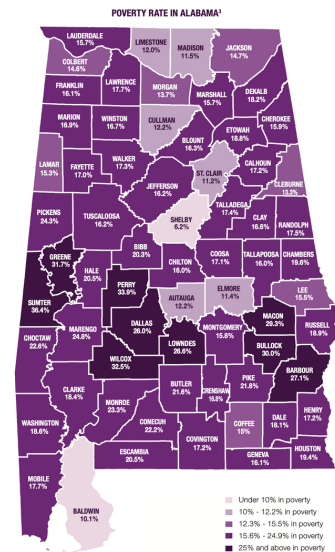 POVERTY RATE IN ALABAMA³
LAUDERDALE
15.7%
LIMESTONE
12.0%
MADISON
11.5%
JACKSON
14.7%
COLBERT
14.6%
FRANKLIN
16.1%
LAWRENCE
17.7%
MORGAN
13.7%
MARSHALL
15.7%
DEKALB
18.2%
MARION
16.9%
WINSTON
16.7%
CULLMAN
12.2%
BLOUNT
16.3%
ETOWAH
18.8%
CHEROKEE
15.9%
LAMAR
15.3%
FAYETTE
17.0%
WALKER
17.3%
JEFFERSON
16.2%
ST. CLAIR
11.2%
CALHOUN
17.2%
CLEBURNE
13.3%
PICKENS
24.3%
TUSCALOOSA
16.2%
SHELBY
6.2%
TALLADEGA
17.4%
CLAY
16.6%
RANDOLPH
17.5%
GREENE
31.7%
HALE
20.5%
BIBB
20.3%
CHILTON
16.0%
COOSA
17.1%
TALLAPOOSA
16.0%
CHAMBERS
19.6%
SUMTER
36.4%
PERRY
33.9%
AUTAUGA
12.2%
ELMORE
11.4%
LEE
15.5%
CHOCTAW
22.6%
MARENGO
24.8%
DALLAS
26.0%
LOWNDES
26.6%
MONTGOMERY
15.8%
MACON
29.3%
RUSSELL
18.9%
WILCOX
32.5%
BULLOCK
30.0%
BARBOUR
27.1%
CLARKE
18.4%
MONROE
23.3%
BUTLER
21.6%
CRENSHAW
16.8%
PIKE
21.8%
WASHINGTON
18.6%
CONECUH
22.2%
COVINGTON
17.2%
COFFEE
15%
DALE
18.1%
HENRY
17.2%
ESCAMBIA
20.5%
GENEVA
16.1%
HOUSTON
19.4%
MOBILE
17.7%
BALDWIN
10.1%
Under 10% in poverty
10% - 12.2% in poverty
12.3% - 15.5% in poverty
15.6% - 24.9% in poverty
25% and above in poverty